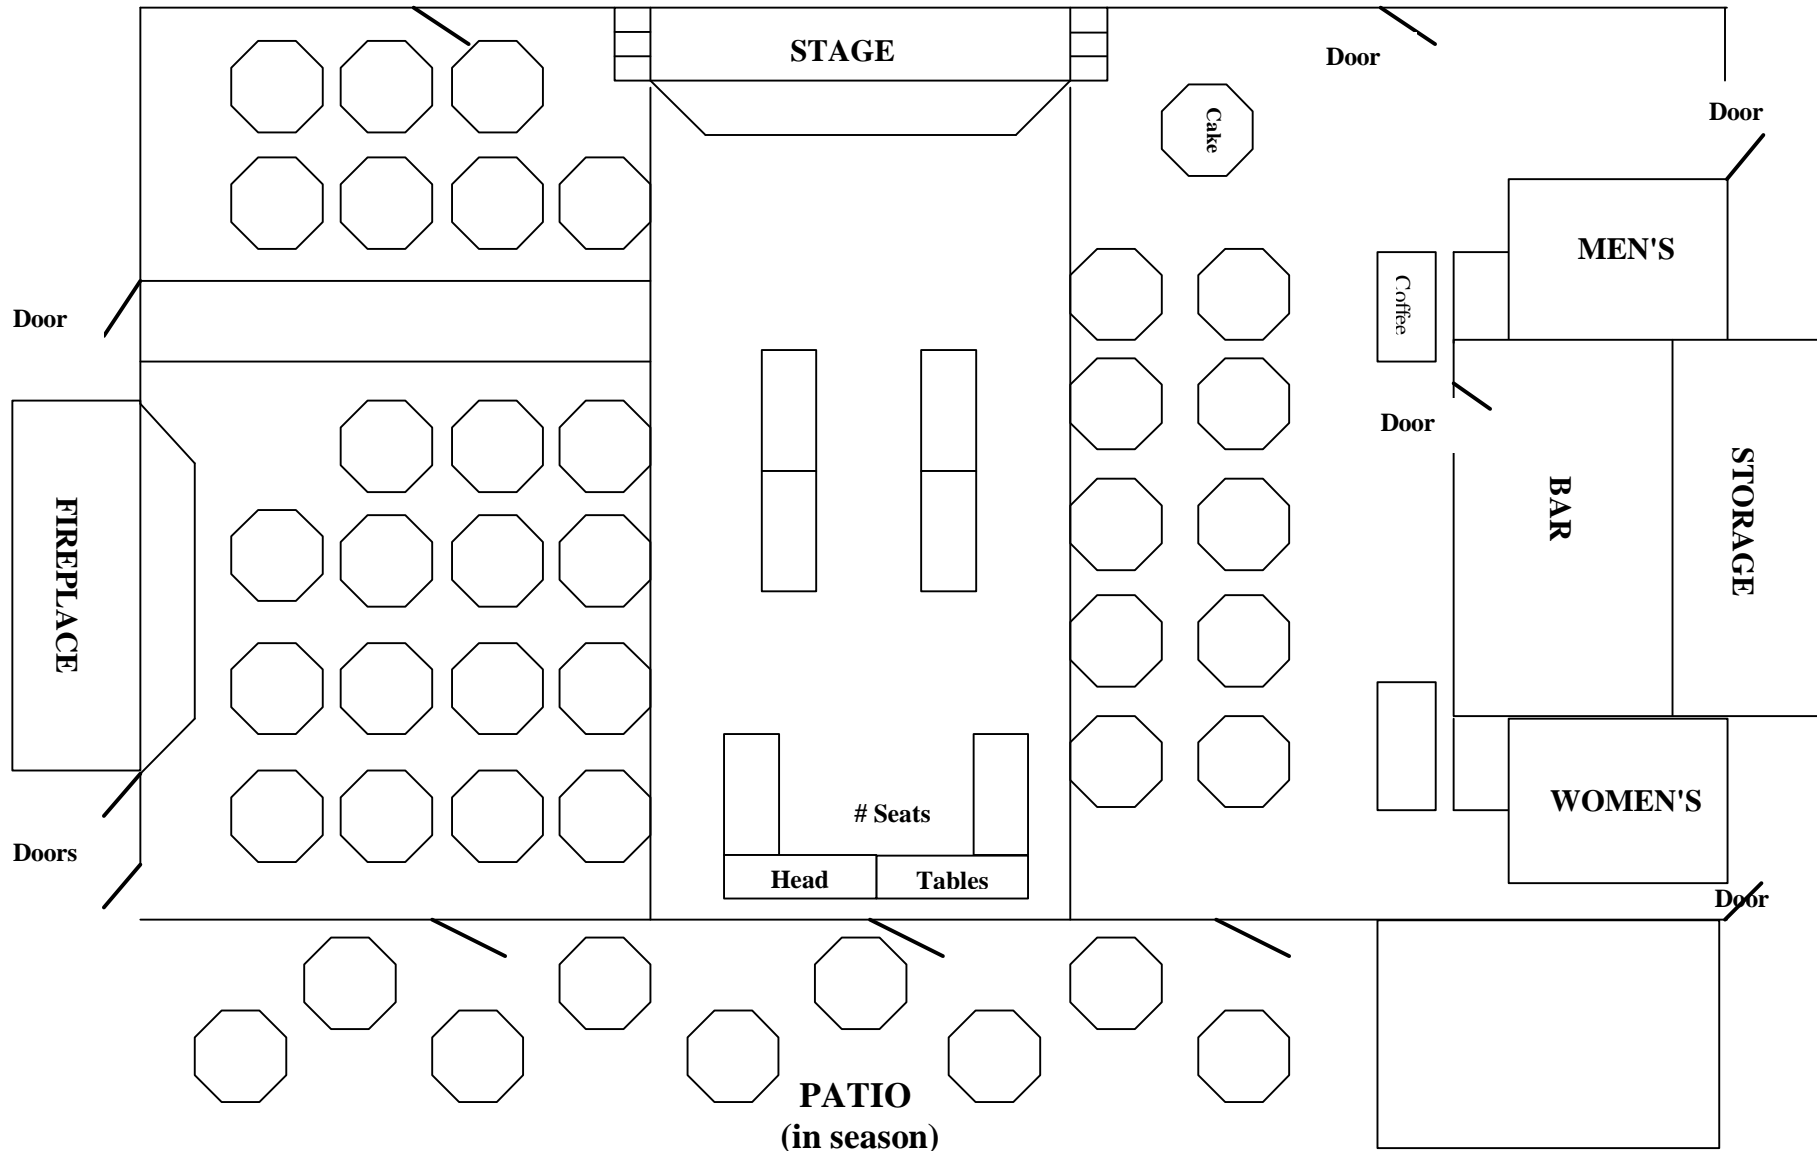 STAGE
Door
Cake
Door
MEN'S
Coffee
Door
Door
FIREPLACE
BAR
STORAGE
# Seats
WOMEN'S
Doors
Head
Tables
Door
PATIO
(in season)